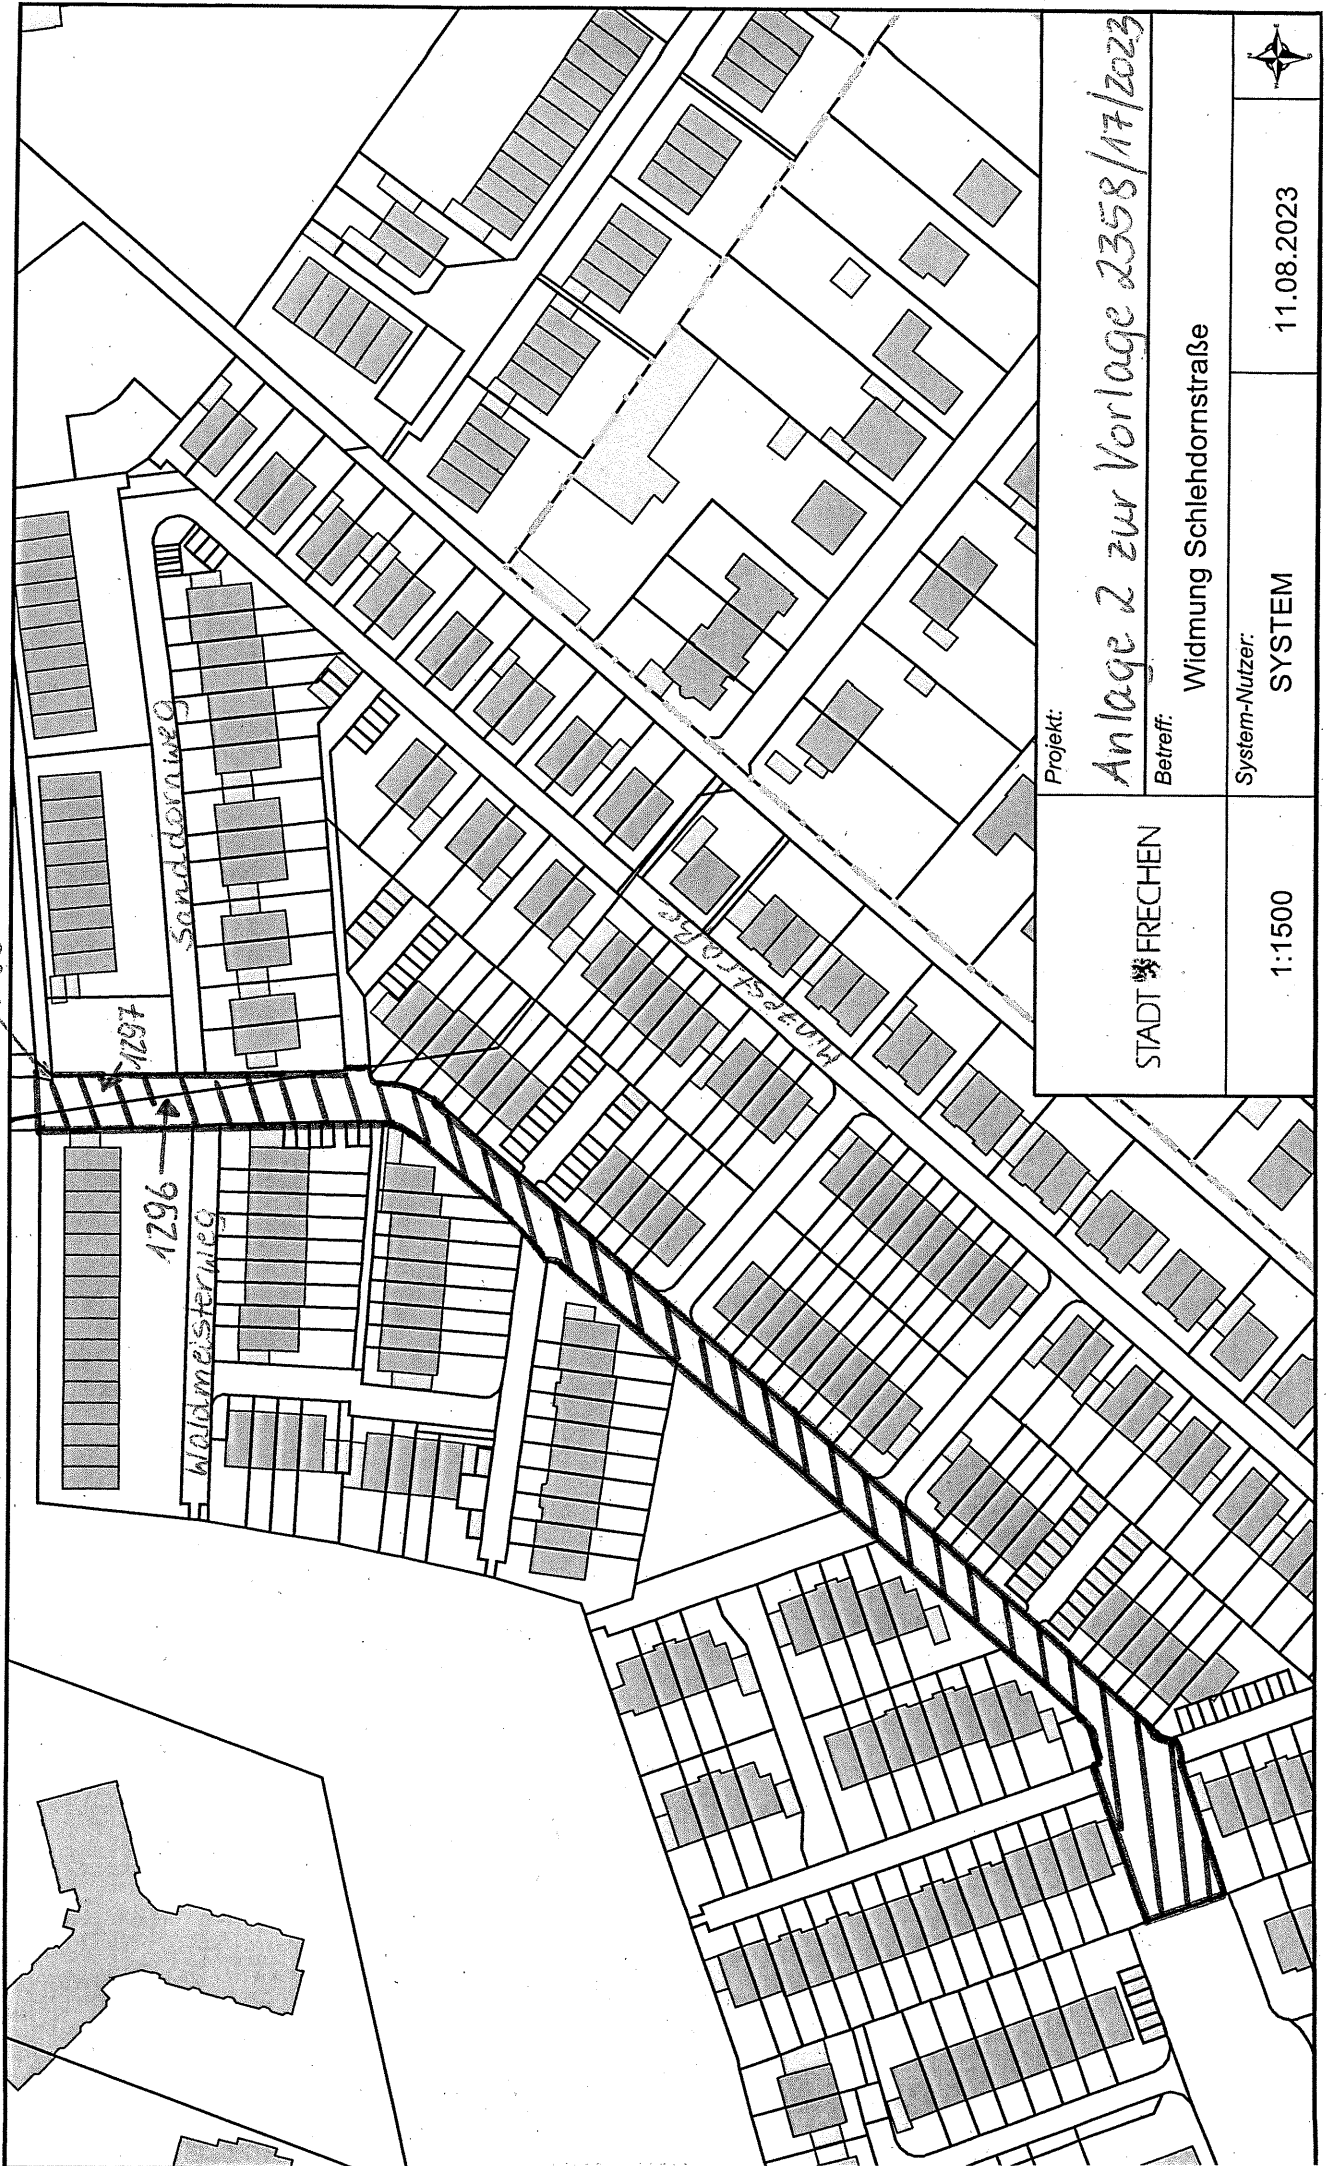 Sanddornweg
1297
1296
Waldmeisterweg
Minzestraße
Projekt:
Anlage 2 zur Vorlage 2358/17/2023
Betreff:
Widmung Schlehdornstraße
STADT FRECHEN
1:1500
System-Nutzer:
SYSTEM
11.08.2023